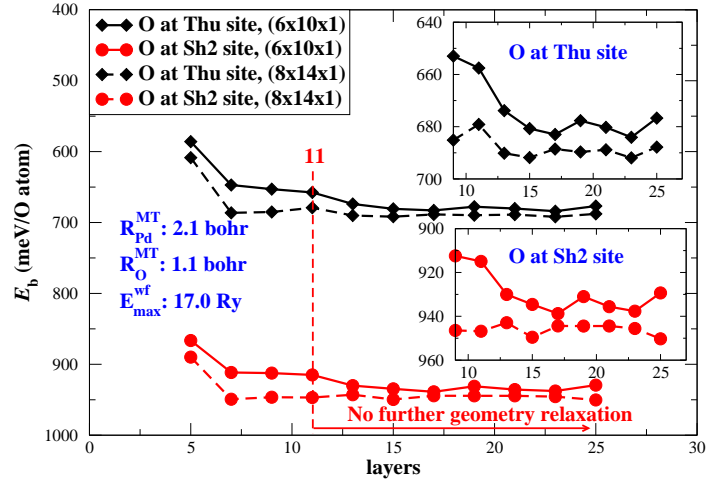 O at Thu site, (6x10x1)
O at Sh2 site, (6x10x1)
O at Thu site, (8x14x1)
O at Sh2 site, (8x14x1)
400
500
600
700
800
900
1000
E_b (meV/O atom)
0
5
10
15
20
25
30
layers
11
R_Pd^MT: 2.1 bohr
R_O^MT: 1.1 bohr
E_max^wf: 17.0 Ry
No further geometry relaxation
O at Thu site
640
660
680
700
10
15
20
25
O at Sh2 site
900
920
940
960
10
15
20
25